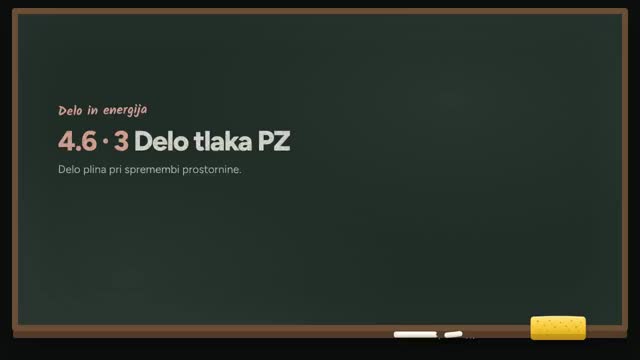 Delo in energija
4.6 · 3 Delo tlaka PZ
Delo plina pri spremembi prostornine.